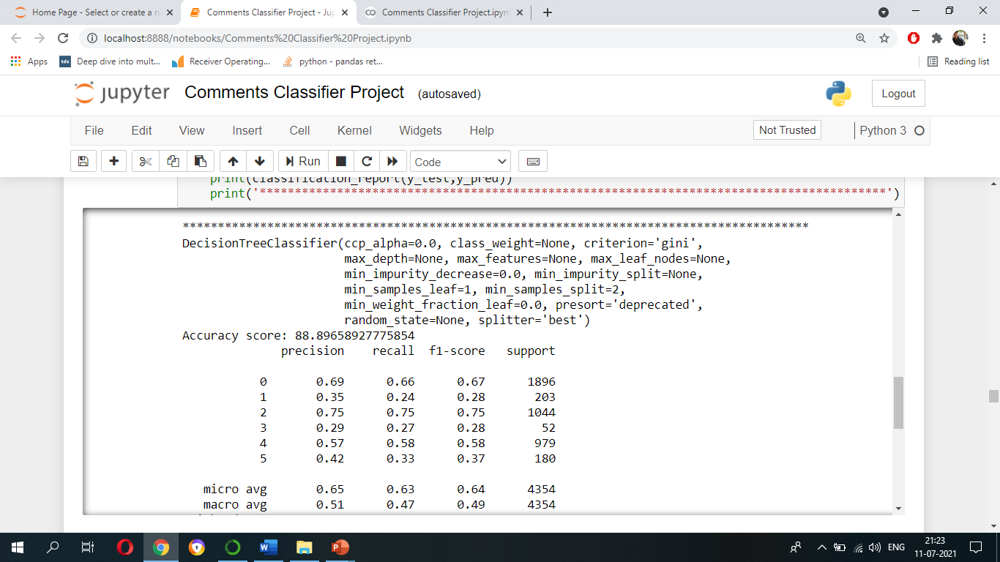 Home Page - Select or create a n
Comments Classifier Project - Jup
Comments Classifier Project.ipyn
localhost:8888/notebooks/Comments%20Classifier%20Project.ipynb
Apps
tds
Deep dive into mult...
Receiver Operating...
python - pandas ret...
Reading list
jupyter
Comments Classifier Project (autosaved)
Logout
File Edit View Insert Cell Kernel Widgets Help
Not Trusted
Python 3
Run
Code
print(classification_report(y_test,y_pred))
print('*****************************************************************************************')
*****************************************************************************************
DecisionTreeClassifier(ccp_alpha=0.0, class_weight=None, criterion='gini',
max_depth=None, max_features=None, max_leaf_nodes=None,
min_impurity_decrease=0.0, min_impurity_split=None,
min_samples_leaf=1, min_samples_split=2,
min_weight_fraction_leaf=0.0, presort='deprecated',
random_state=None, splitter='best')
Accuracy score: 88.89658927775854
precision recall f1-score support
0 0.69 0.66 0.67 1896
1 0.35 0.24 0.28 203
2 0.75 0.75 0.75 1044
3 0.29 0.27 0.28 52
4 0.57 0.58 0.58 979
5 0.42 0.33 0.37 180
micro avg 0.65 0.63 0.64 4354
macro avg 0.51 0.47 0.49 4354
ENG
21:23
11-07-2021